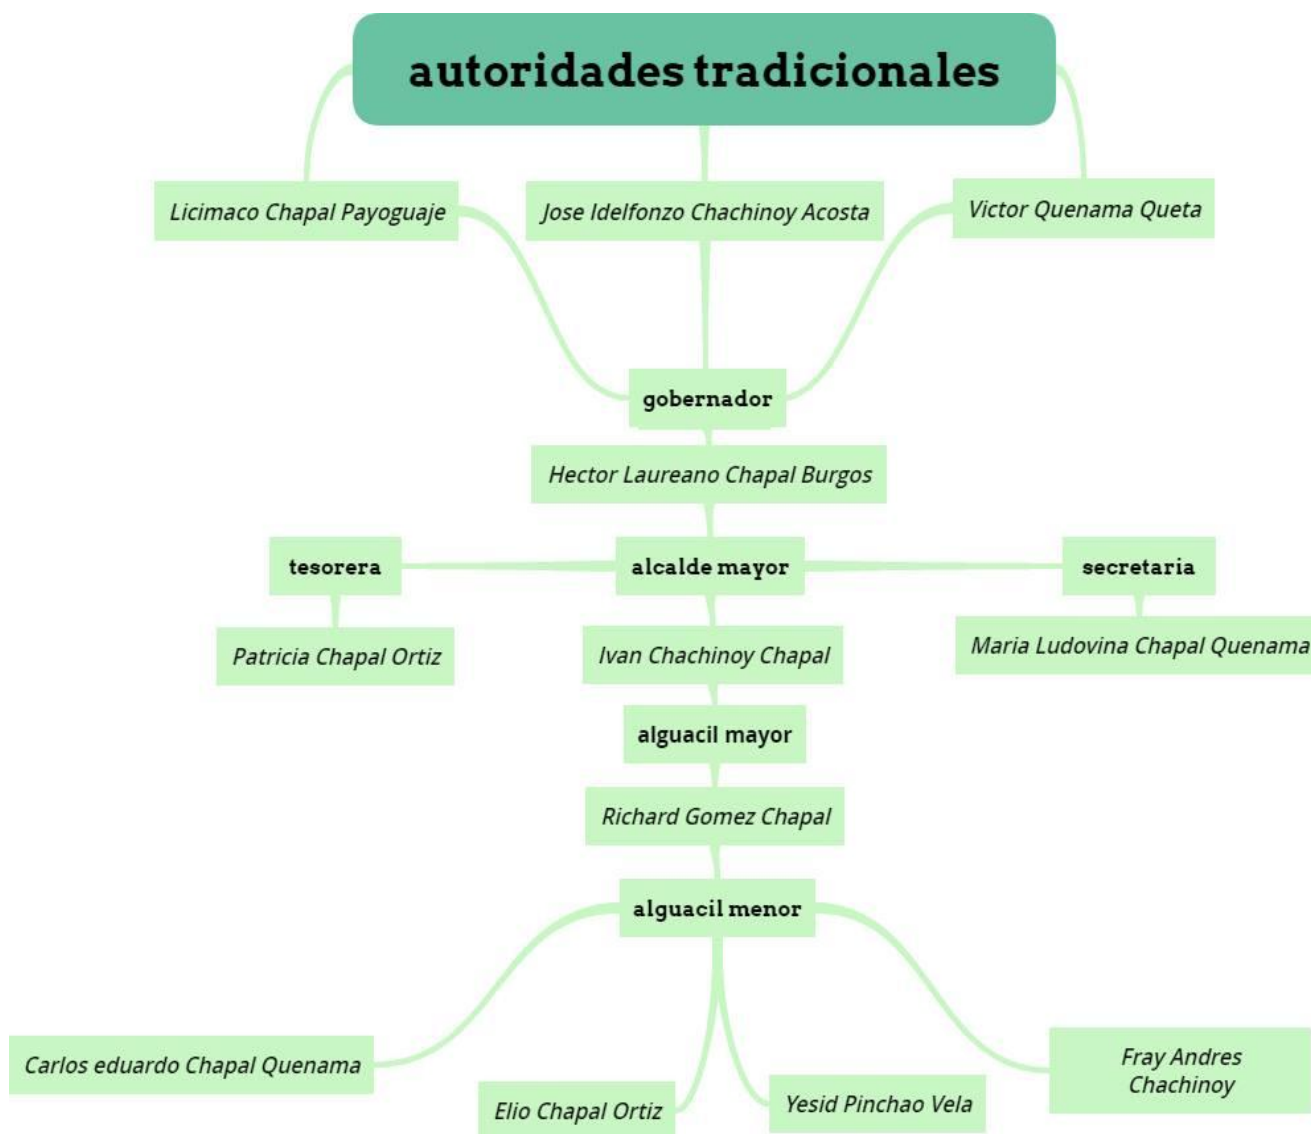 autoridades tradicionales
Licimaco Chapal Payoguaje
Jose Idelfonzo Chachinoy Acosta
Victor Quenama Queta
gobernador
Hector Laureano Chapal Burgos
tesorera
alcalde mayor
secretaria
Patricia Chapal Ortiz
Ivan Chachinoy Chapal
Maria Ludovina Chapal Quenama
alguacil mayor
Richard Gomez Chapal
alguacil menor
Carlos eduardo Chapal Quenama
Elio Chapal Ortiz
Yesid Pinchao Vela
Fray Andres
Chachinoy